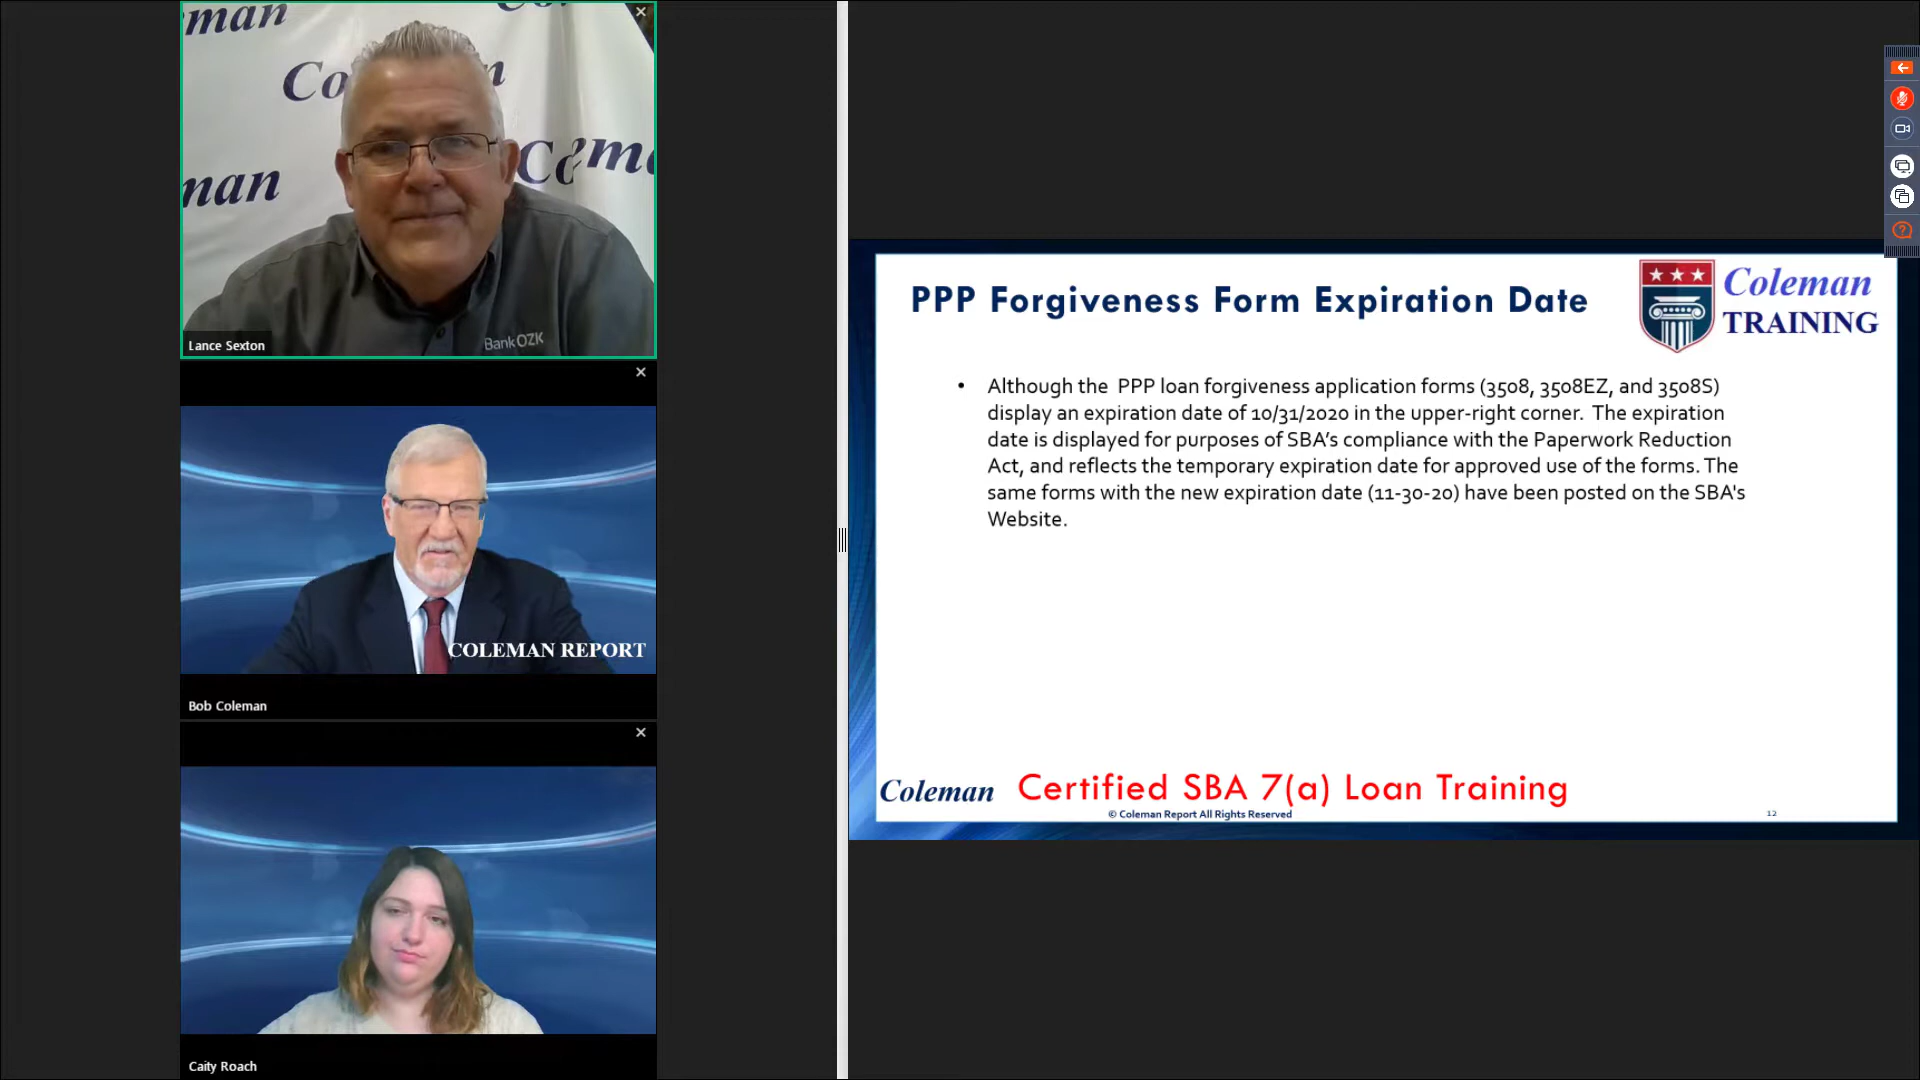 man
Co
Co
n
Co
ema
man
BankOZK
Lance Sexton
COLEMAN REPORT
Bob Coleman
Caity Roach
PPP Forgiveness Form Expiration Date
Coleman
TRAINING
• Although the PPP loan forgiveness application forms (3508, 3508EZ, and 3508S)
display an expiration date of 10/31/2020 in the upper-right corner. The expiration
date is displayed for purposes of SBA’s compliance with the Paperwork Reduction
Act, and reflects the temporary expiration date for approved use of the forms. The
same forms with the new expiration date (11-30-20) have been posted on the SBA's
Website.
Coleman Certified SBA 7(a) Loan Training
© Coleman Report All Rights Reserved
12